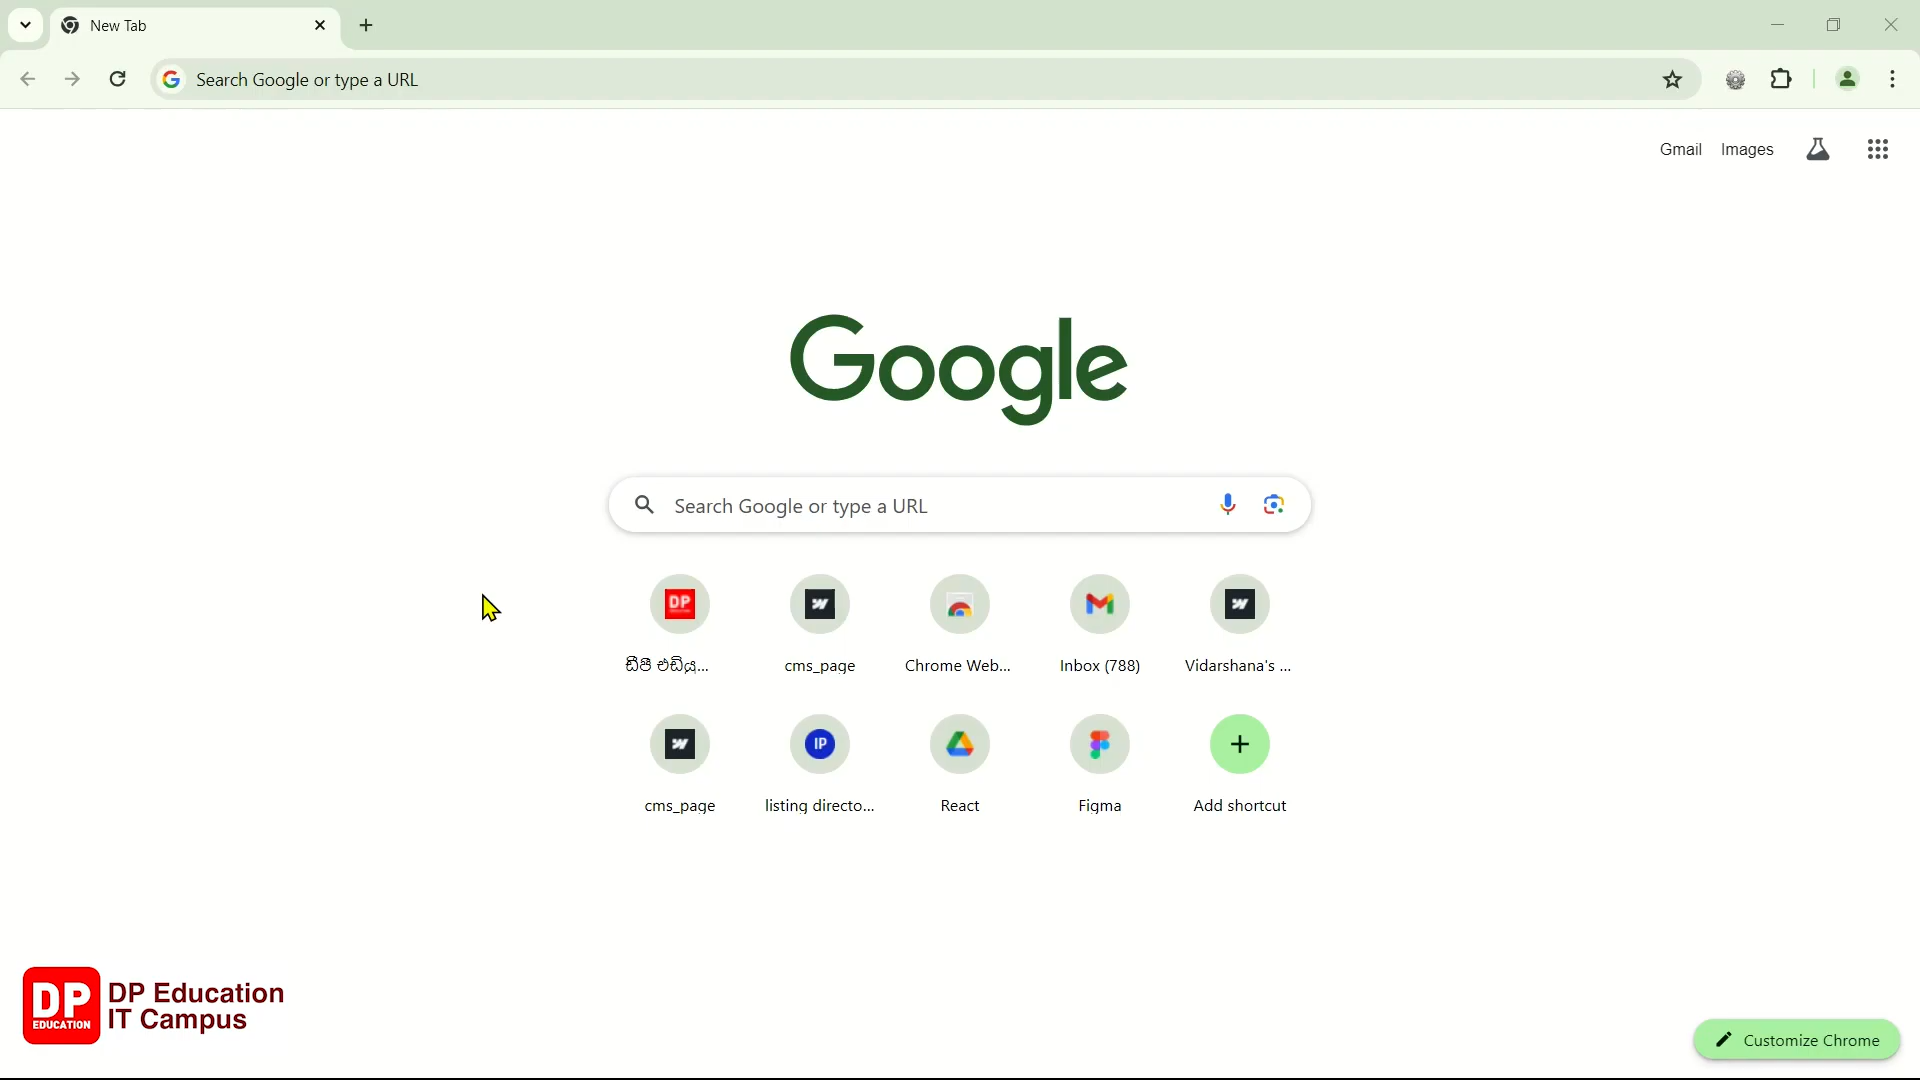 New Tab
Search Google or type a URL
Gmail Images
Google
Search Google or type a URL
DP
ඩීපී එඩියු...
cms_page
Chrome Web...
Inbox (788)
Vidarshana's ...
IP
cms_page
listing directo...
React
Figma
Add shortcut
DP
EDUCATION
DP Education
IT Campus
Customize Chrome